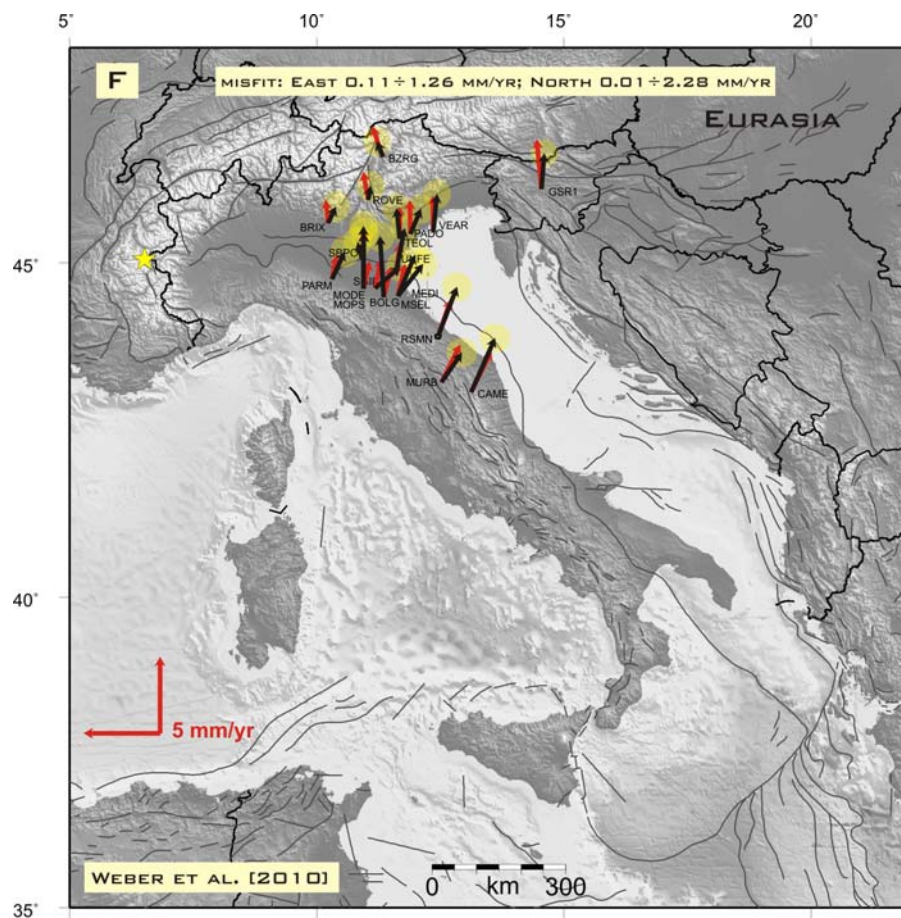 5° 10° 15° 20°
F
MISFIT: EAST 0.11÷1.26 MM/YR; NORTH 0.01÷2.28 MM/YR
EURASIA
BZRG
GSR1
ROVE
BRIX
VEAR
PADO
TEOL
SBPO
45°
PARM
MEDI
MODE
BOLG
MSEL
MOPS
RSMN
MURB
CAME
40°
5 mm/yr
WEBER ET AL. [2010]
0 km 300
35°